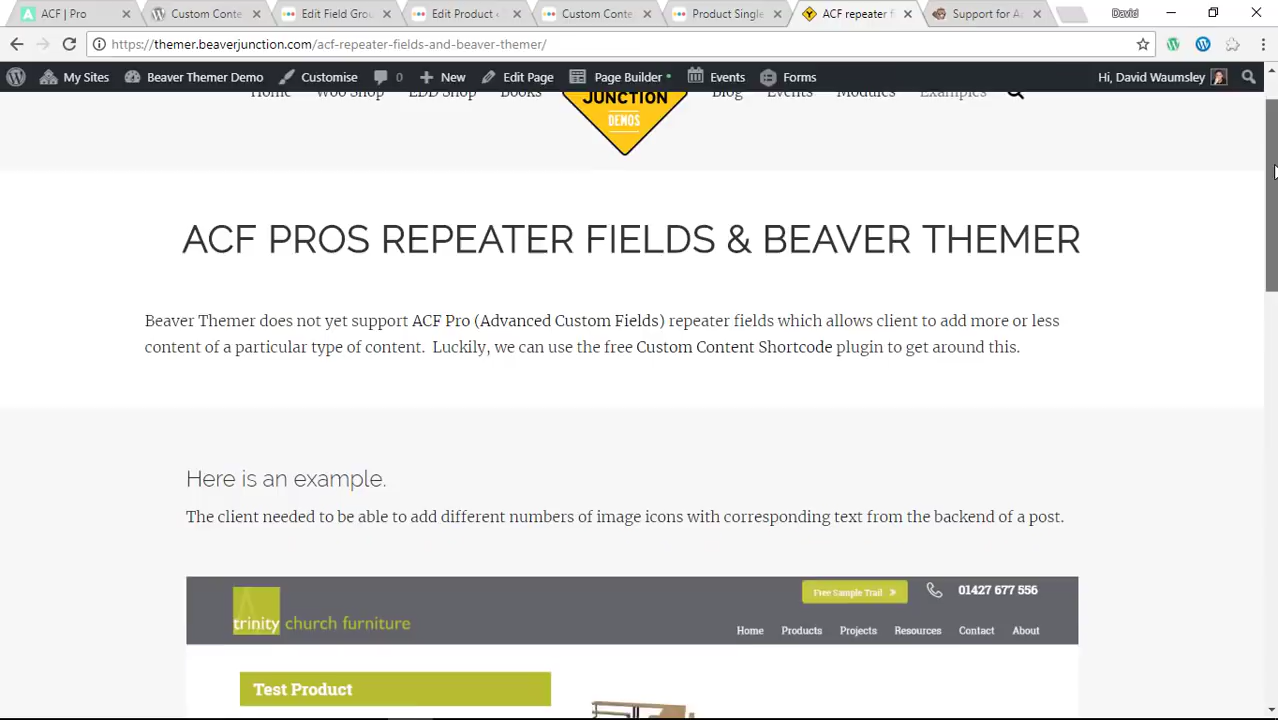 ACF | Pro
Custom Conte
Edit Field Grou
Edit Product ‹
Custom Conte
Product Single
ACF repeater f
Support for A
David
https://themer.beaverjunction.com/acf-repeater-fields-and-beaver-themer/
My Sites
Beaver Themer Demo
Customise
0
New
Edit Page
Page Builder
Events
Forms
Hi, David Waumsley
Home
Woo Shop
EDD Shop
Books
JUNCTION
DEMOS
Blog
Events
Modules
Examples
ACF PROS REPEATER FIELDS & BEAVER THEMER
Beaver Themer does not yet support ACF Pro (Advanced Custom Fields) repeater fields which allows client to add more or less
content of a particular type of content. Luckily, we can use the free Custom Content Shortcode plugin to get around this.
Here is an example.
The client needed to be able to add different numbers of image icons with corresponding text from the backend of a post.
trinity church furniture
Free Sample Trail
01427 677 556
Home
Products
Projects
Resources
Contact
About
Test Product